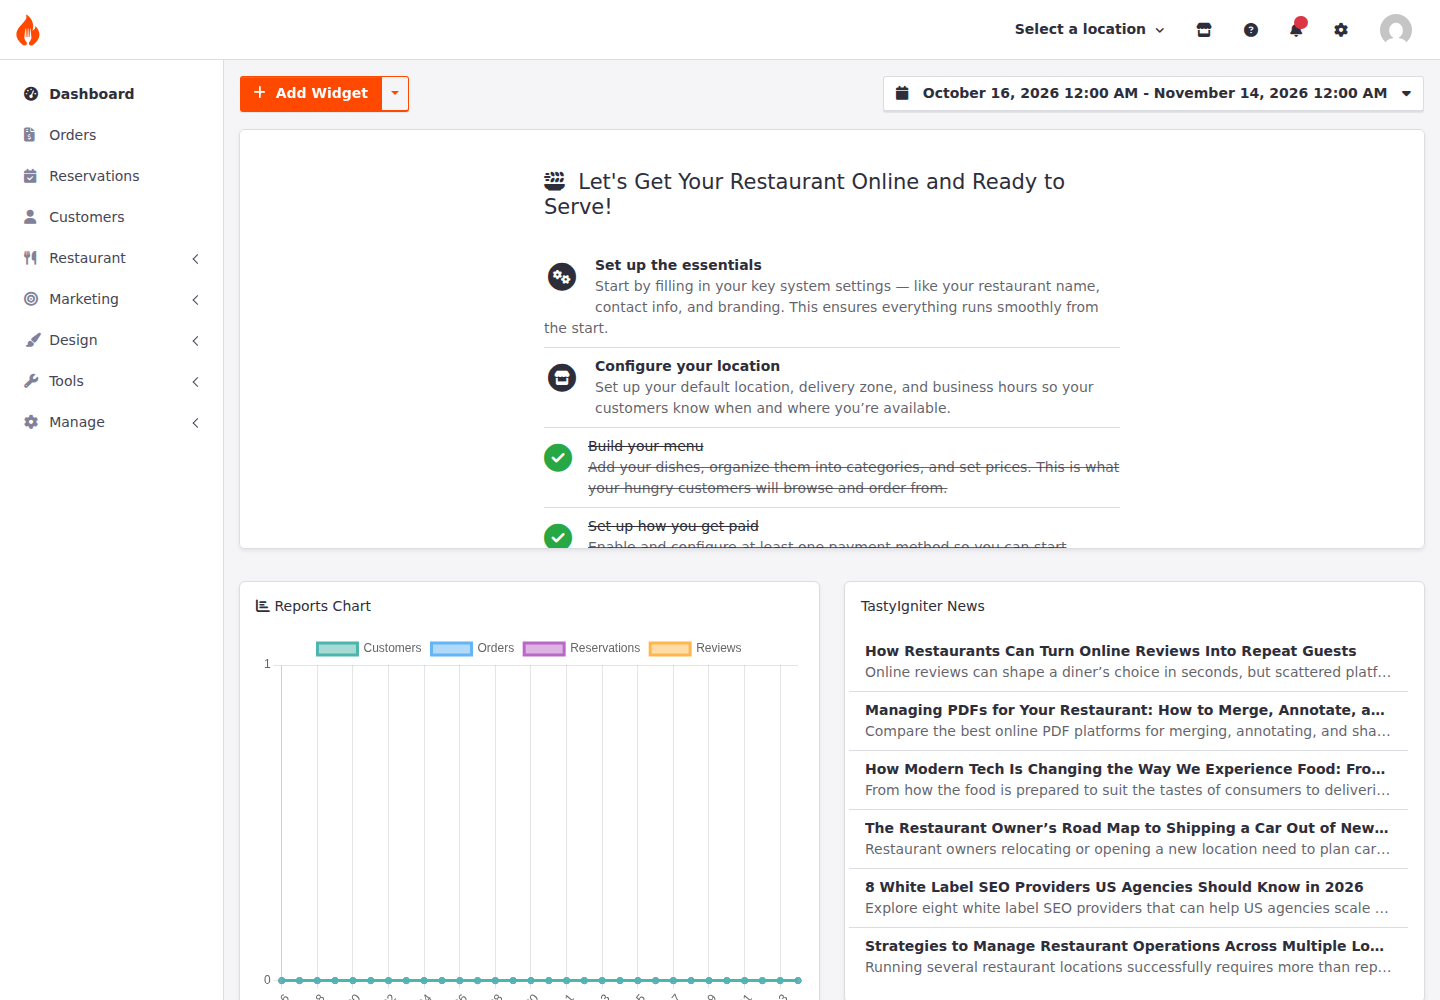 Select a location
Dashboard
Orders
Reservations
Customers
Restaurant
Marketing
Design
Tools
Manage
Add Widget
October 16, 2026 12:00 AM - November 14, 2026 12:00 AM
Let's Get Your Restaurant Online and Ready to
Serve!
Set up the essentials
Start by filling in your key system settings — like your restaurant name,
contact info, and branding. This ensures everything runs smoothly from
the start.
Configure your location
Set up your default location, delivery zone, and business hours so your
customers know when and where you’re available.
Build your menu
Add your dishes, organize them into categories, and set prices. This is what
your hungry customers will browse and order from.
Set up how you get paid
Enable and configure at least one payment method so you can start
Reports Chart
Customers Orders Reservations Reviews
1
0
TastyIgniter News
How Restaurants Can Turn Online Reviews Into Repeat Guests
Online reviews can shape a diner’s choice in seconds, but scattered platf…
Managing PDFs for Your Restaurant: How to Merge, Annotate, a…
Compare the best online PDF platforms for merging, annotating, and sha…
How Modern Tech Is Changing the Way We Experience Food: Fro…
From how the food is prepared to suit the tastes of consumers to deliveri…
The Restaurant Owner’s Road Map to Shipping a Car Out of New…
Restaurant owners relocating or opening a new location need to plan car…
8 White Label SEO Providers US Agencies Should Know in 2026
Explore eight white label SEO providers that can help US agencies scale …
Strategies to Manage Restaurant Operations Across Multiple Lo…
Running several restaurant locations successfully requires more than rep…